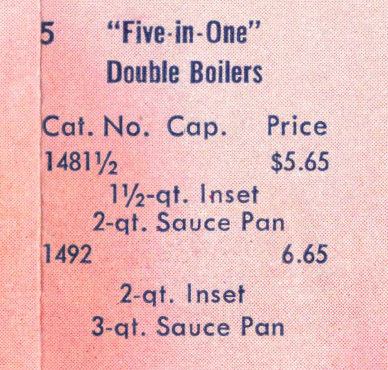 5 "Five-in-One"
Double Boilers
Cat. No. Cap. Price
1481½ $5.65
1½-qt. Inset
2-qt. Sauce Pan
1492 6.65
2-qt. Inset
3-qt. Sauce Pan